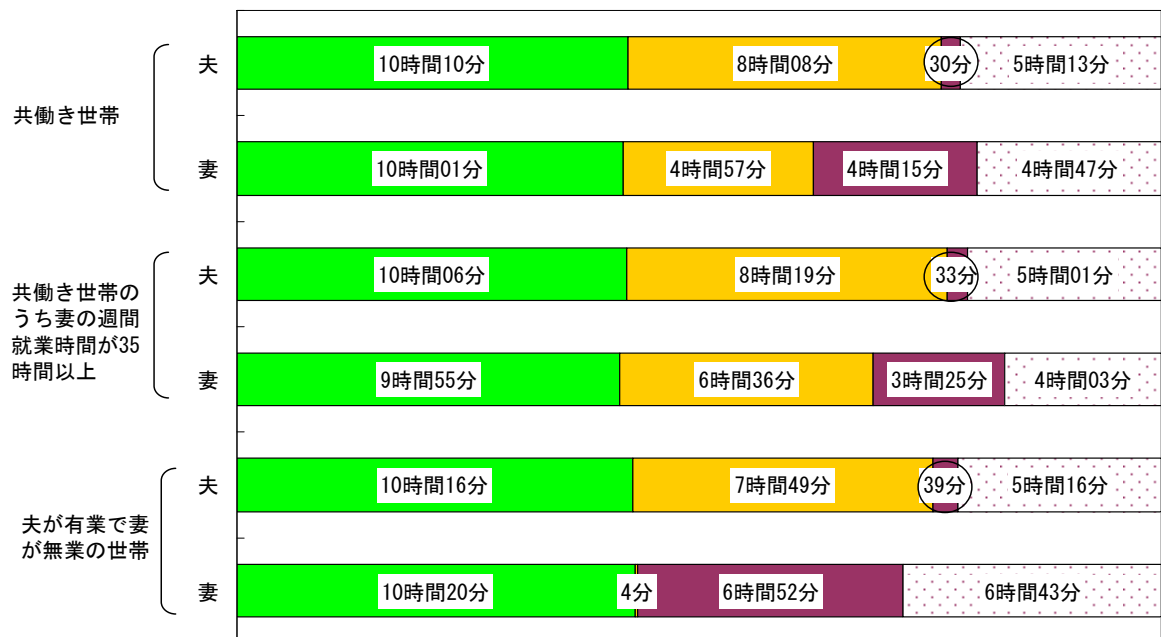 共働き世帯
夫
10時間10分
8時間08分
30分
5時間13分
妻
10時間01分
4時間57分
4時間15分
4時間47分
共働き世帯の
うち妻の週間
就業時間が35
時間以上
夫
10時間06分
8時間19分
33分
5時間01分
妻
9時間55分
6時間36分
3時間25分
4時間03分
夫が有業で妻
が無業の世帯
夫
10時間16分
7時間49分
39分
5時間16分
妻
10時間20分
4分
6時間52分
6時間43分